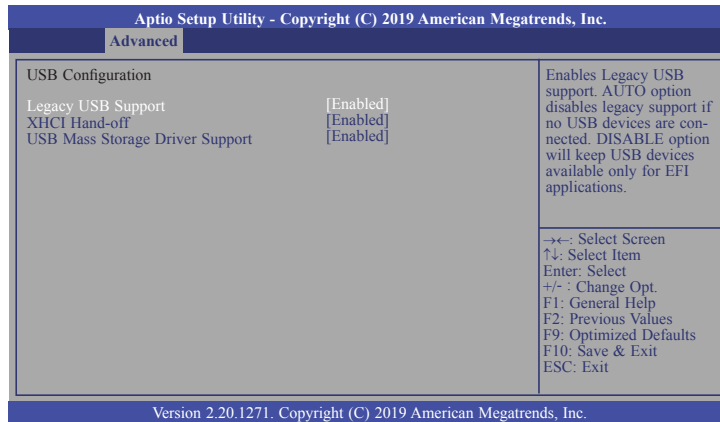 Aptio Setup Utility - Copyright (C) 2019 American Megatrends, Inc.
Advanced
USB Configuration
Legacy USB Support [Enabled]
XHCI Hand-off [Enabled]
USB Mass Storage Driver Support [Enabled]
Enables Legacy USB
support. AUTO option
disables legacy support if
no USB devices are con-
nected. DISABLE option
will keep USB devices
available only for EFI
applications.
→←: Select Screen
↑↓: Select Item
Enter: Select
+/- : Change Opt.
F1: General Help
F2: Previous Values
F9: Optimized Defaults
F10: Save & Exit
ESC: Exit
Version 2.20.1271. Copyright (C) 2019 American Megatrends, Inc.